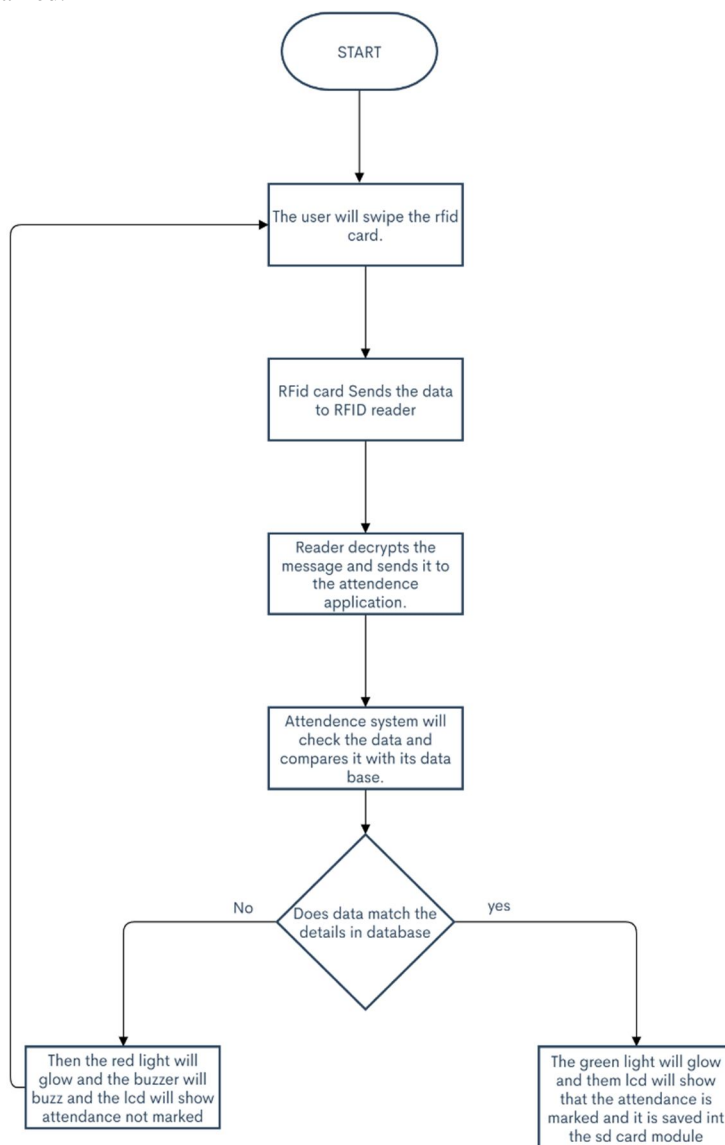 START
The user will swipe the rfid
card.
RFid card Sends the data
to RFID reader
Reader decrypts the
message and sends it to
the attendence
application.
Attendence system will
check the data and
compares it with its data
base.
Does data match the
details in database
No
yes
Then the red light will
glow and the buzzer will
buzz and the lcd will show
attendance not marked
The green light will glow
and them lcd will show
that the attendance is
marked and it is saved int
the sd card module